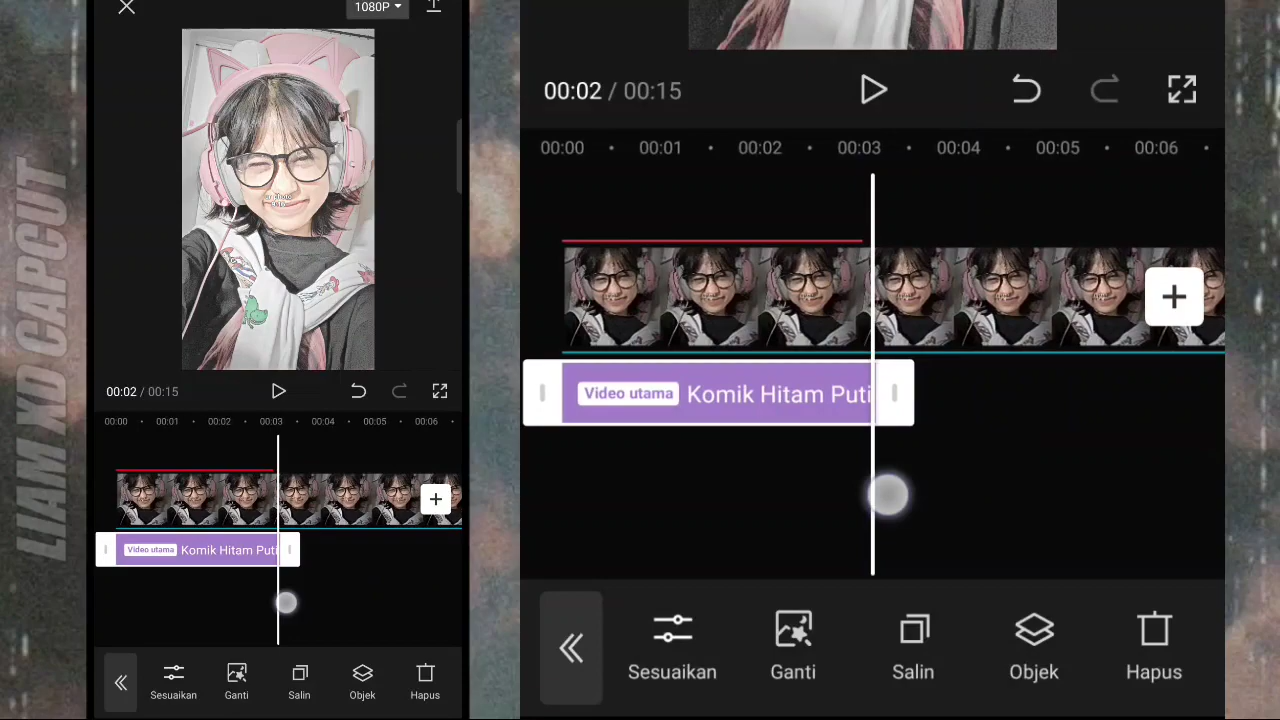 LIAM XD CAPCUT
1080P
00:02 / 00:15
00:00 00:01 00:02 00:03 00:04 00:05 00:06
Video utama Komik Hitam Puti
Sesuaikan Ganti Salin Objek Hapus
00:02 / 00:15
00:00 00:01 00:02 00:03 00:04 00:05 00:06
Video utama Komik Hitam Puti
Sesuaikan Ganti Salin Objek Hapus